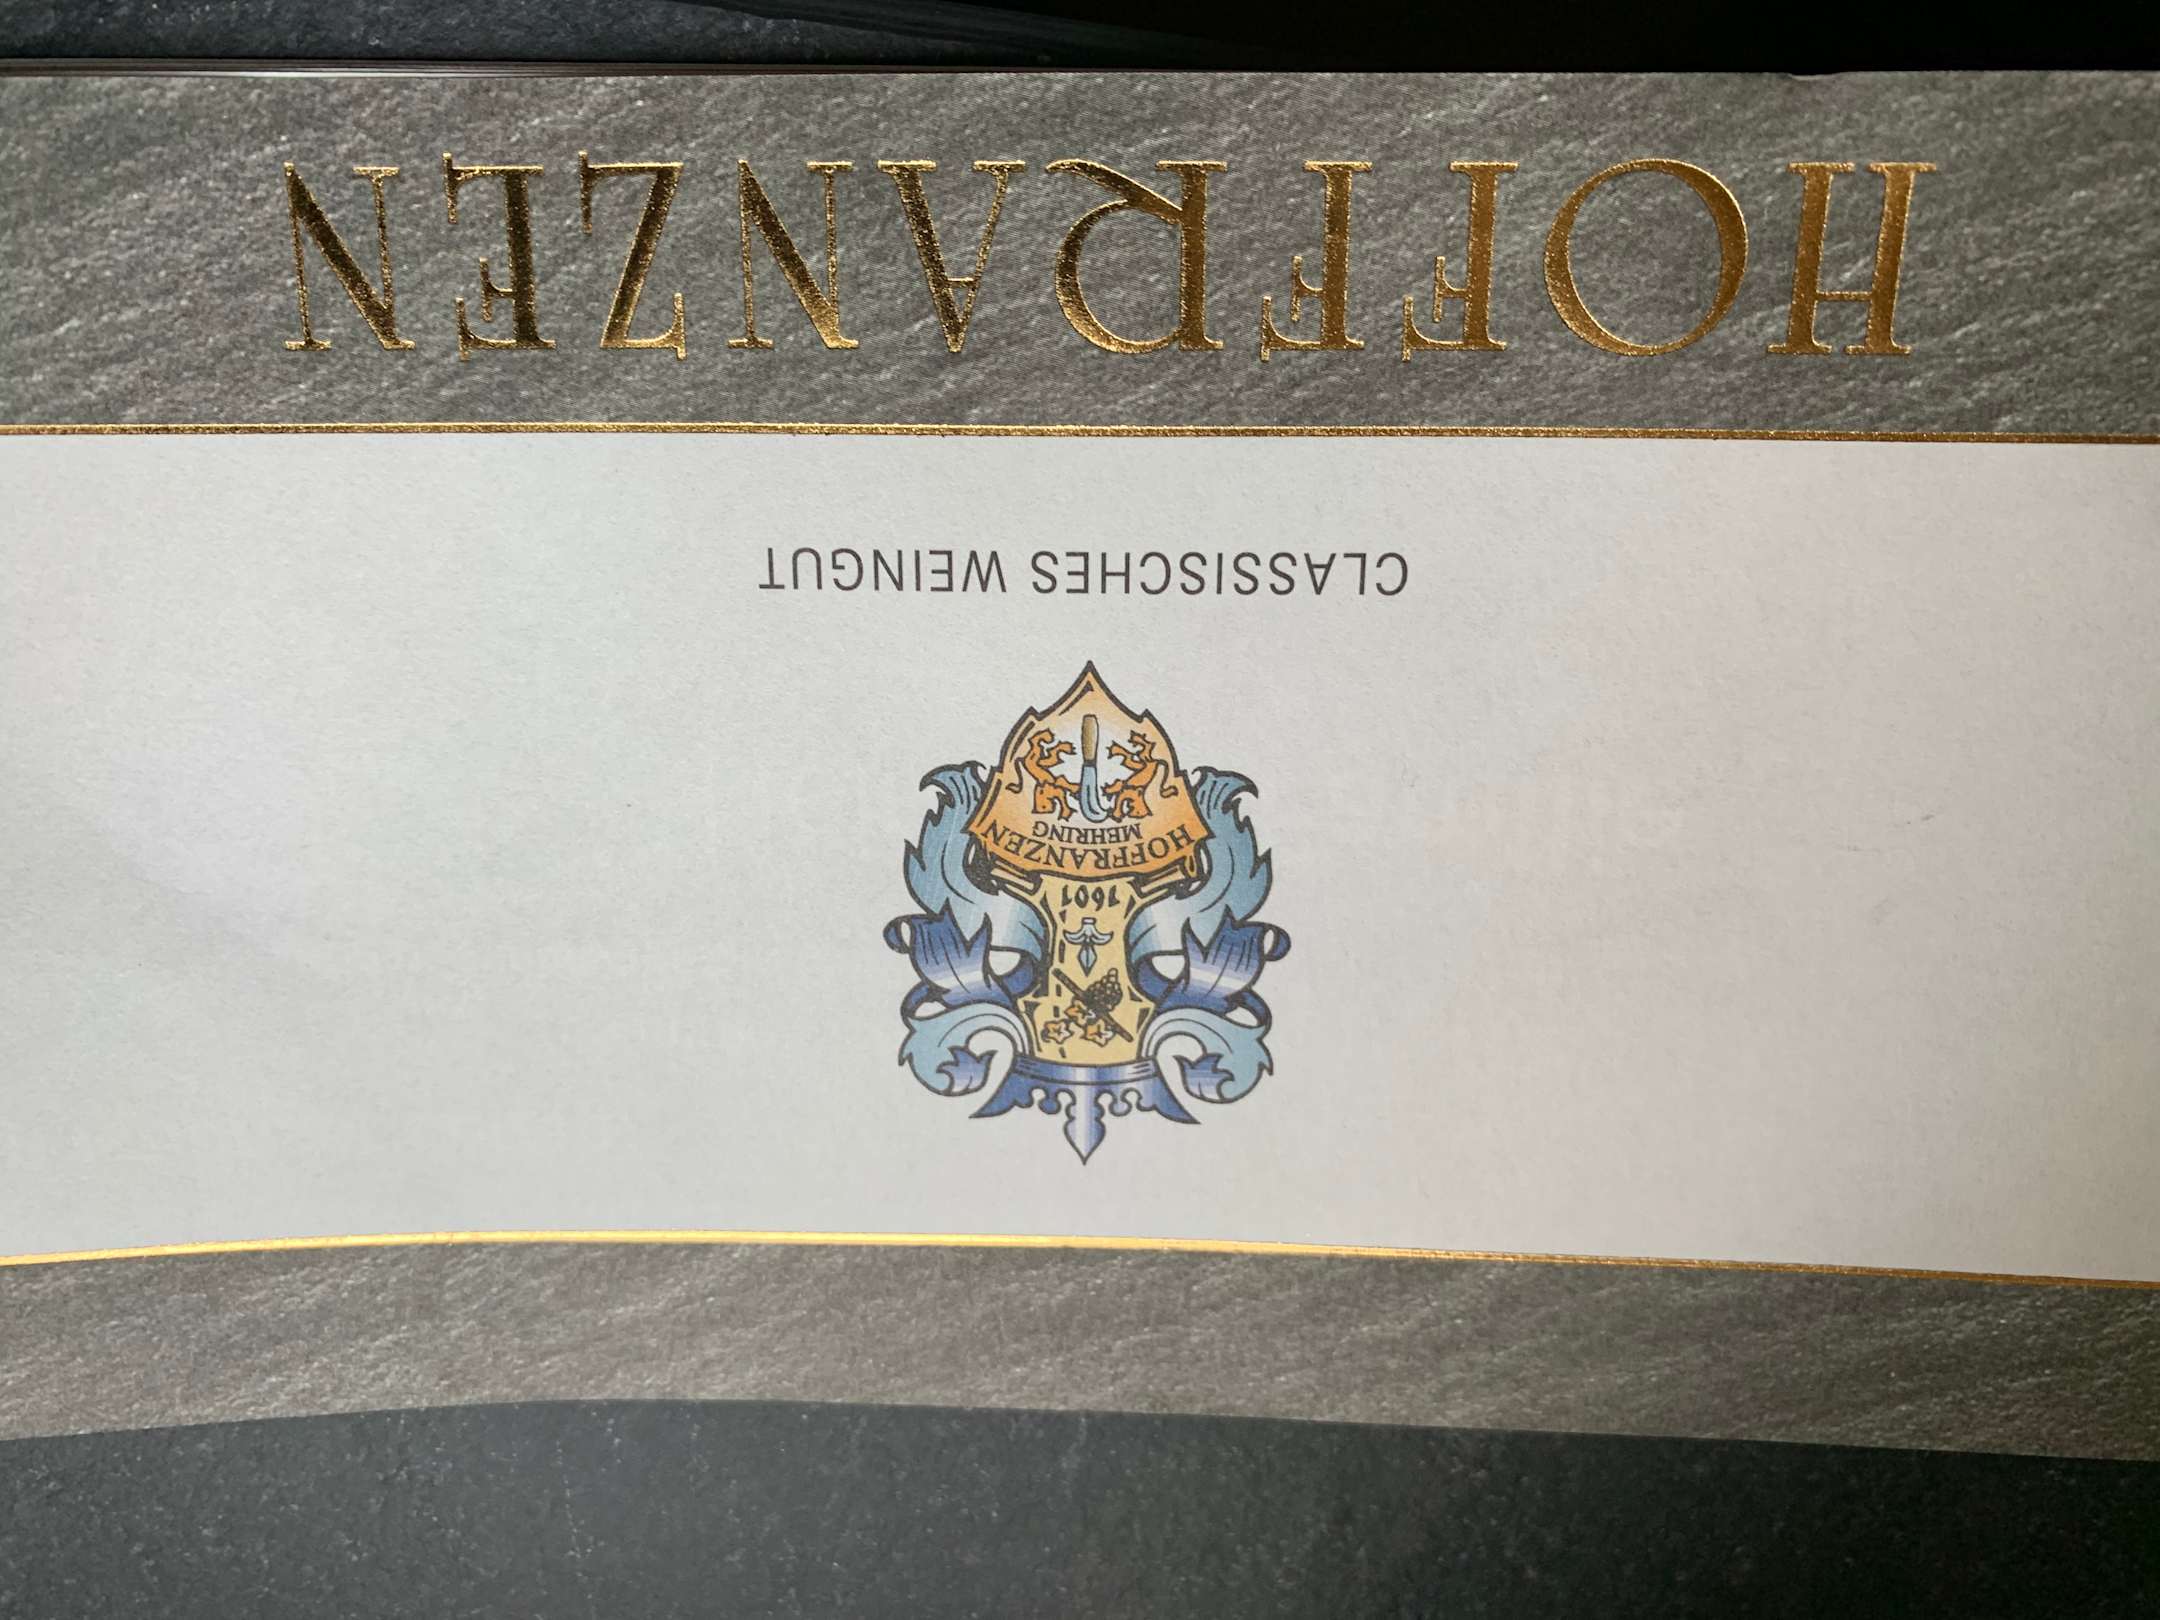 1601
HOFFRANZEN
MEHRING
CLASSISCHES WEINGUT
HOFFRANZEN